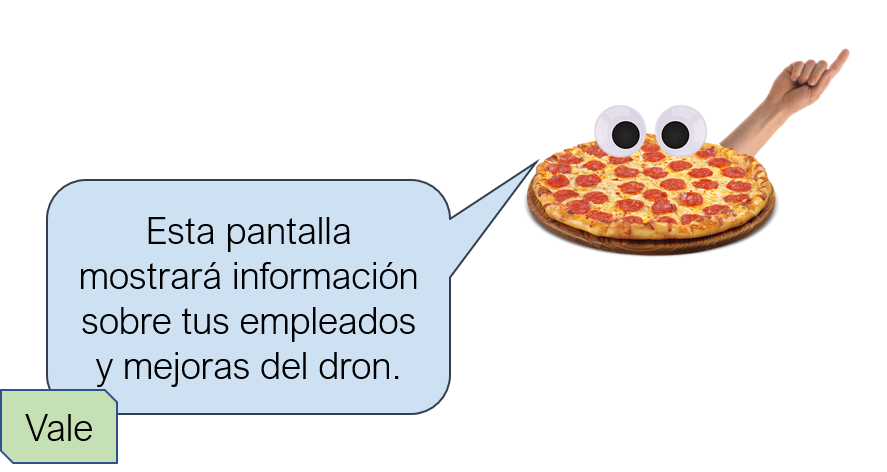 Esta pantalla
mostrará información
sobre tus empleados
y mejoras del dron.
Vale